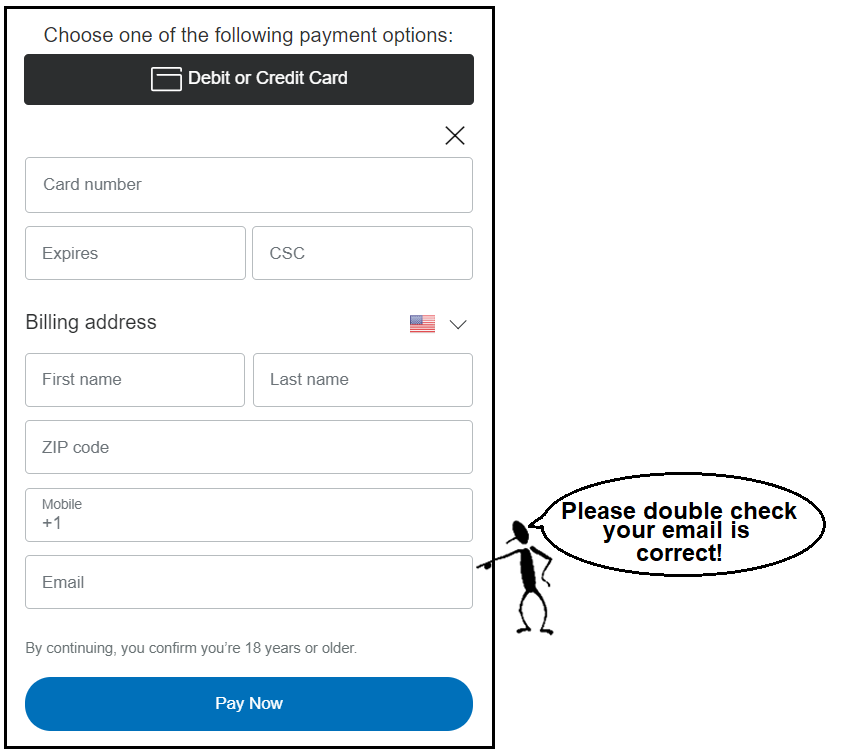 Choose one of the following payment options:
Debit or Credit Card
Card number
Expires
CSC
Billing address
First name
Last name
ZIP code
Mobile
+1
Email
Please double check
your email is
correct!
By continuing, you confirm you’re 18 years or older.
Pay Now